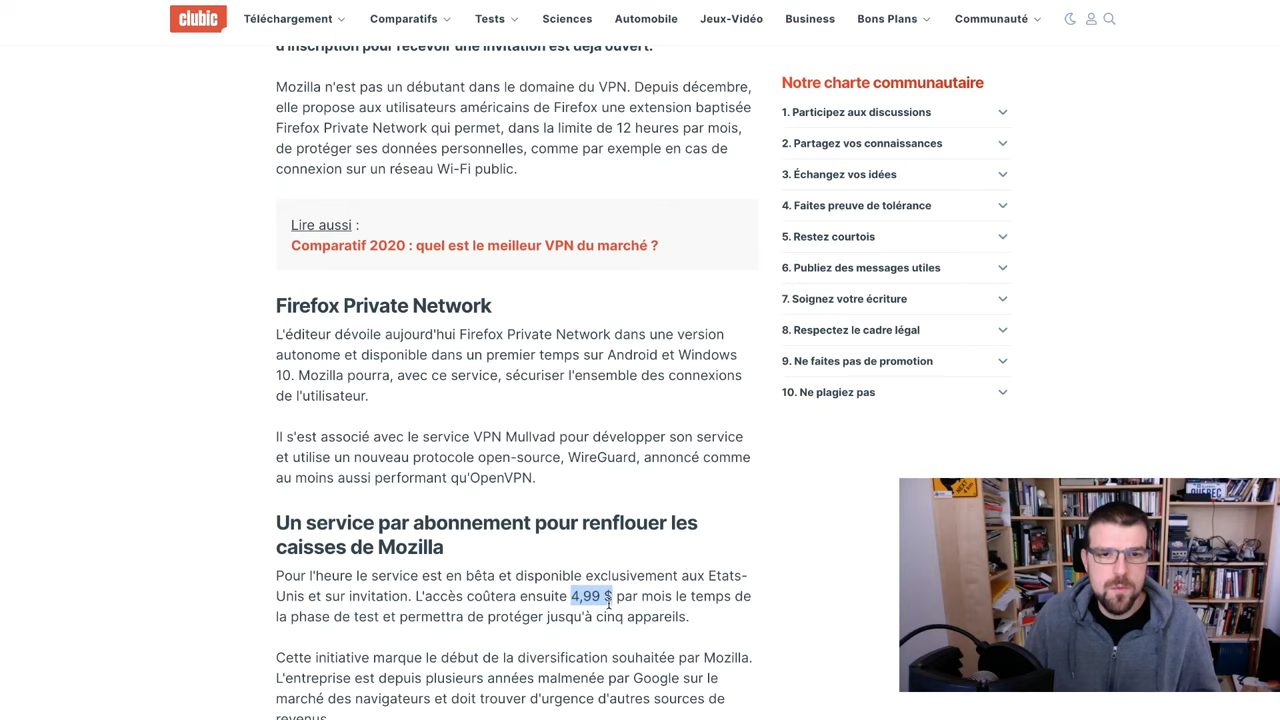 clubic
Téléchargement
Comparatifs
Tests
Sciences
Automobile
Jeux-Vidéo
Business
Bons Plans
Communauté
d'inscription pour recevoir une invitation est déjà ouvert.
Mozilla n'est pas un débutant dans le domaine du VPN. Depuis décembre,
elle propose aux utilisateurs américains de Firefox une extension baptisée
Firefox Private Network qui permet, dans la limite de 12 heures par mois,
de protéger ses données personnelles, comme par exemple en cas de
connexion sur un réseau Wi-Fi public.
Lire aussi :
Comparatif 2020 : quel est le meilleur VPN du marché ?
Firefox Private Network
L'éditeur dévoile aujourd'hui Firefox Private Network dans une version
autonome et disponible dans un premier temps sur Android et Windows
10. Mozilla pourra, avec ce service, sécuriser l'ensemble des connexions
de l'utilisateur.
Il s'est associé avec le service VPN Mullvad pour développer son service
et utilise un nouveau protocole open-source, WireGuard, annoncé comme
au moins aussi performant qu'OpenVPN.
Un service par abonnement pour renflouer les
caisses de Mozilla
Pour l'heure le service est en bêta et disponible exclusivement aux Etats-
Unis et sur invitation. L'accès coûtera ensuite 4,99 $ par mois le temps de
la phase de test et permettra de protéger jusqu'à cinq appareils.
Cette initiative marque le début de la diversification souhaitée par Mozilla.
L'entreprise est depuis plusieurs années malmenée par Google sur le
marché des navigateurs et doit trouver d'urgence d'autres sources de
revenus.
Notre charte communautaire
1. Participez aux discussions
2. Partagez vos connaissances
3. Échangez vos idées
4. Faites preuve de tolérance
5. Restez courtois
6. Publiez des messages utiles
7. Soignez votre écriture
8. Respectez le cadre légal
9. Ne faites pas de promotion
10. Ne plagiez pas
NEXT
QUÉBEC